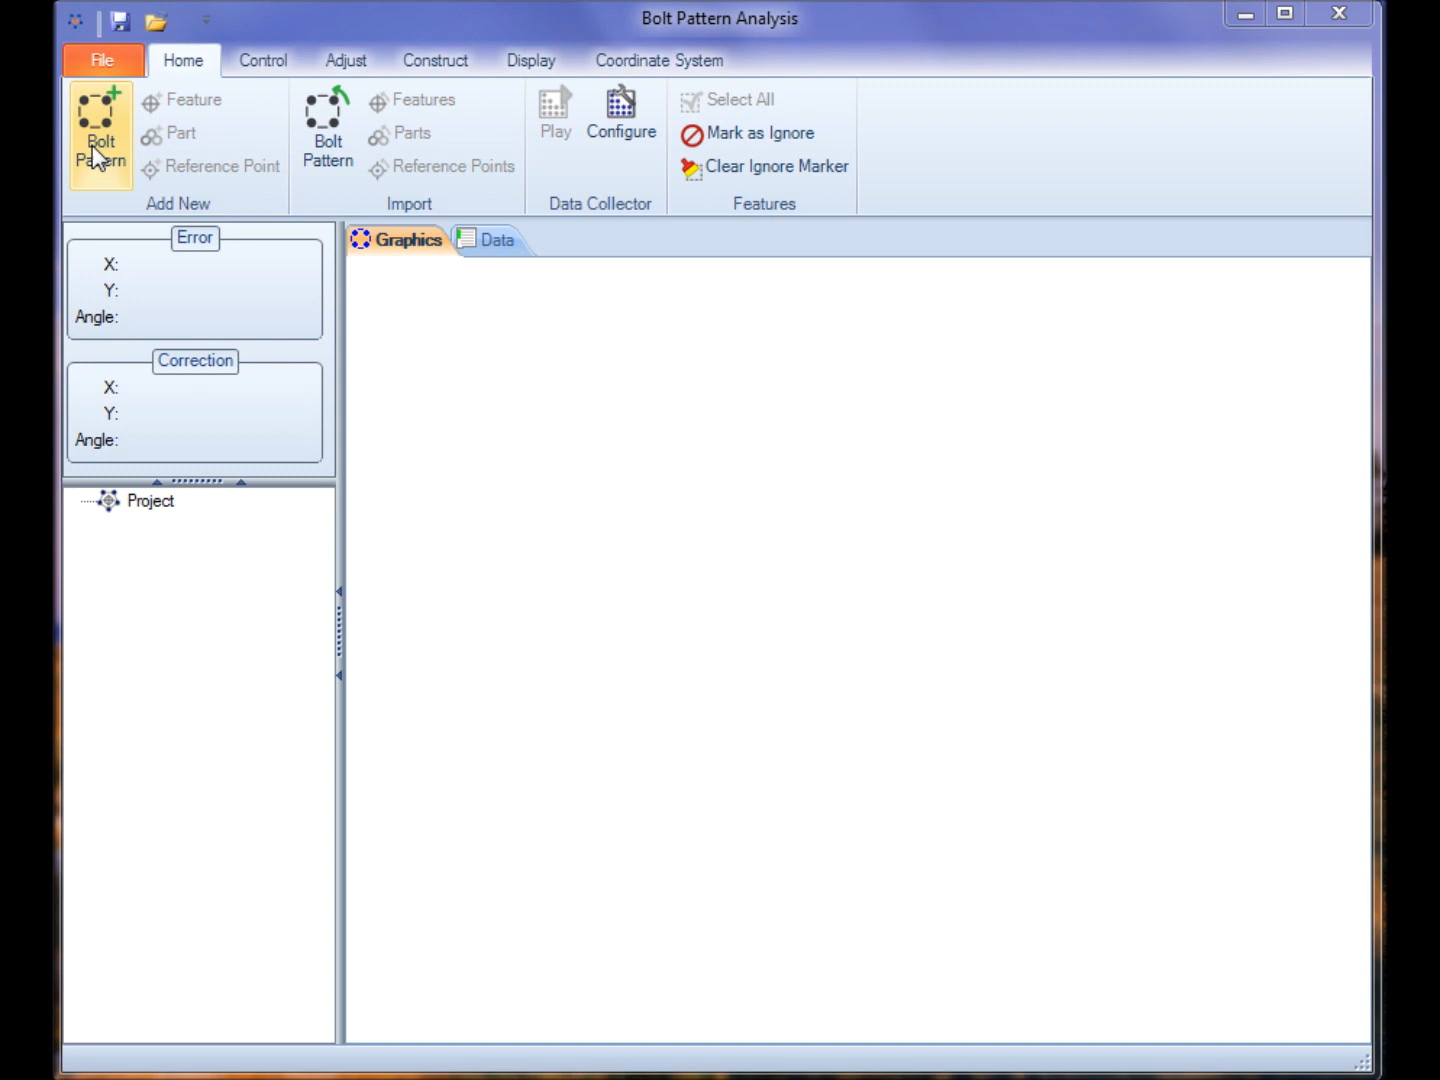 Bolt Pattern Analysis
File Home Control Adjust Construct Display Coordinate System
Bolt Pattern
Feature
Part
Reference Point
Add New
Bolt Pattern
Features
Parts
Reference Points
Import
Play
Configure
Data Collector
Select All
Mark as Ignore
Clear Ignore Marker
Features
Error
X:
Y:
Angle:
Correction
X:
Y:
Angle:
Project
Graphics Data